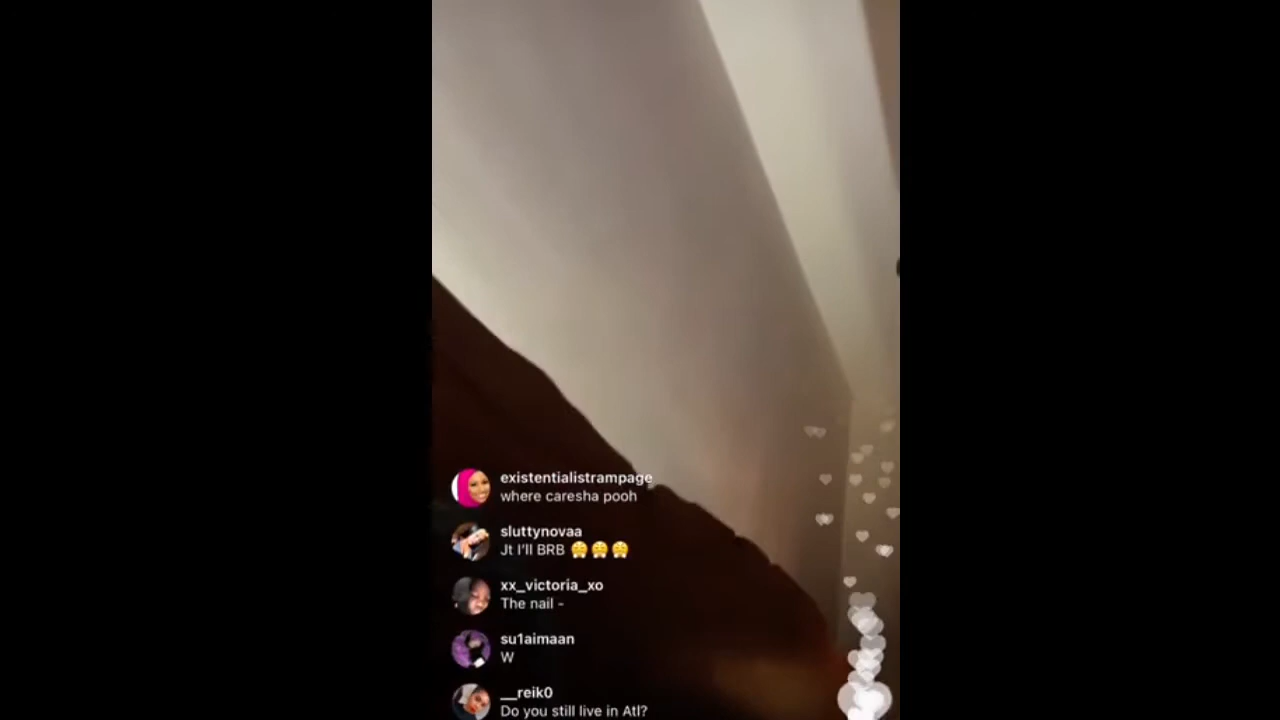 existentialistrampage
where caresha pooh
sluttynovaa
Jt I'll BRB 😤😤😤
xx_victoria_xo
The nail -
su1aimaan
W
__reik0
Do you still live in Atl?